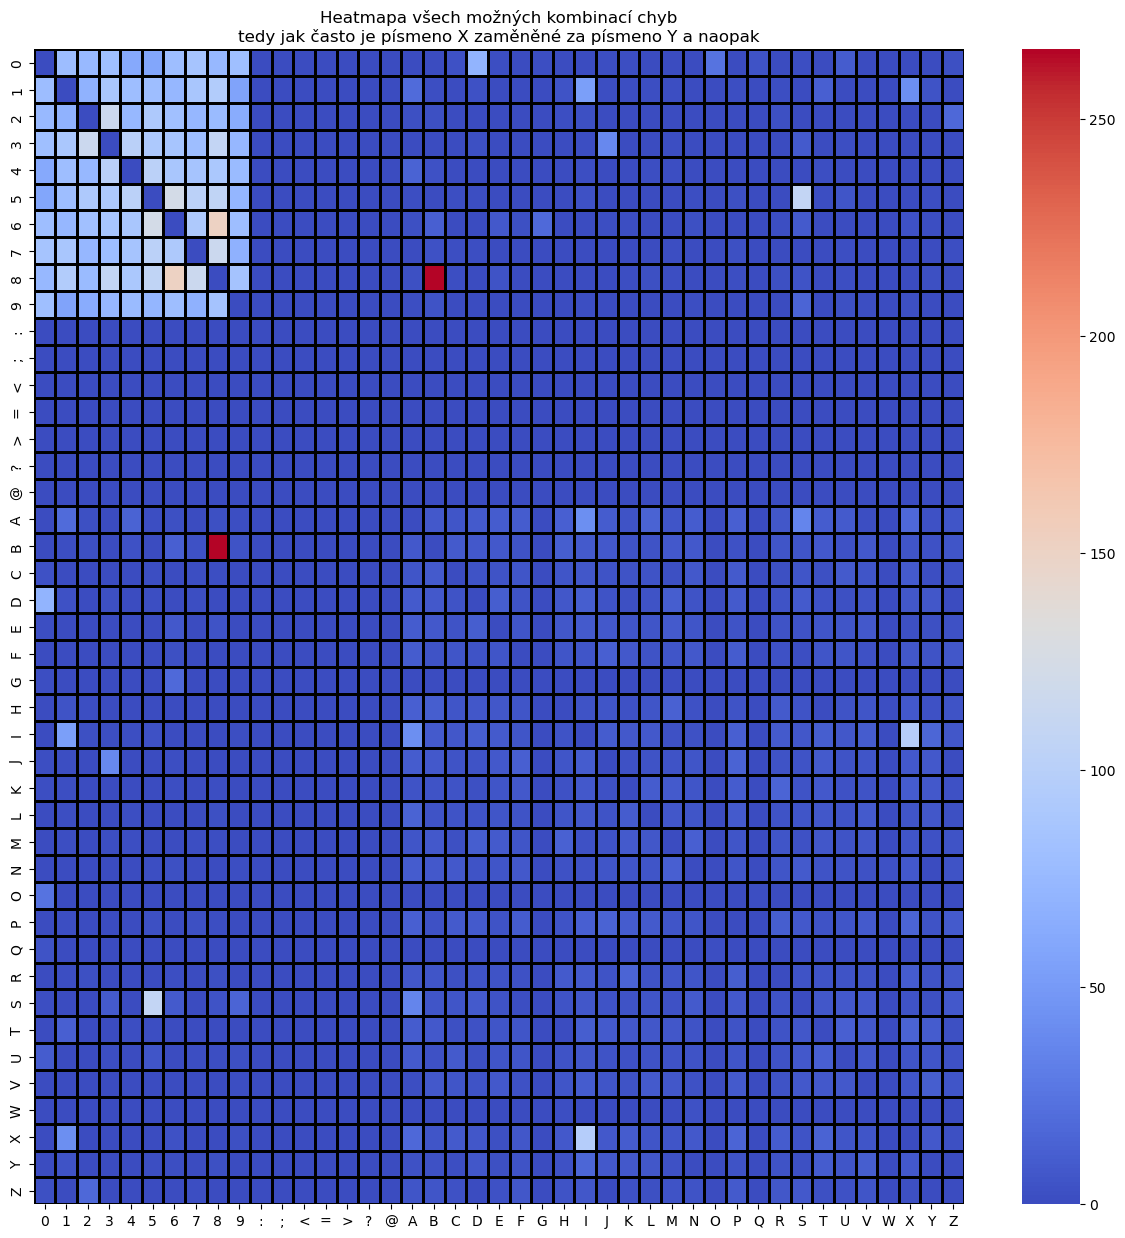 Heatmapa všech možných kombinací chyb
tedy jak často je písmeno X zaměněné za písmeno Y a naopak
0
1
2
3
4
5
6
7
8
9
:
;
<
=
>
?
@
A
B
C
D
E
F
G
H
I
J
K
L
M
N
O
P
Q
R
S
T
U
V
W
X
Y
Z
0 1 2 3 4 5 6 7 8 9 : ; < = > ? @ A B C D E F G H I J K L M N O P Q R S T U V W X Y Z
250
200
150
100
50
0